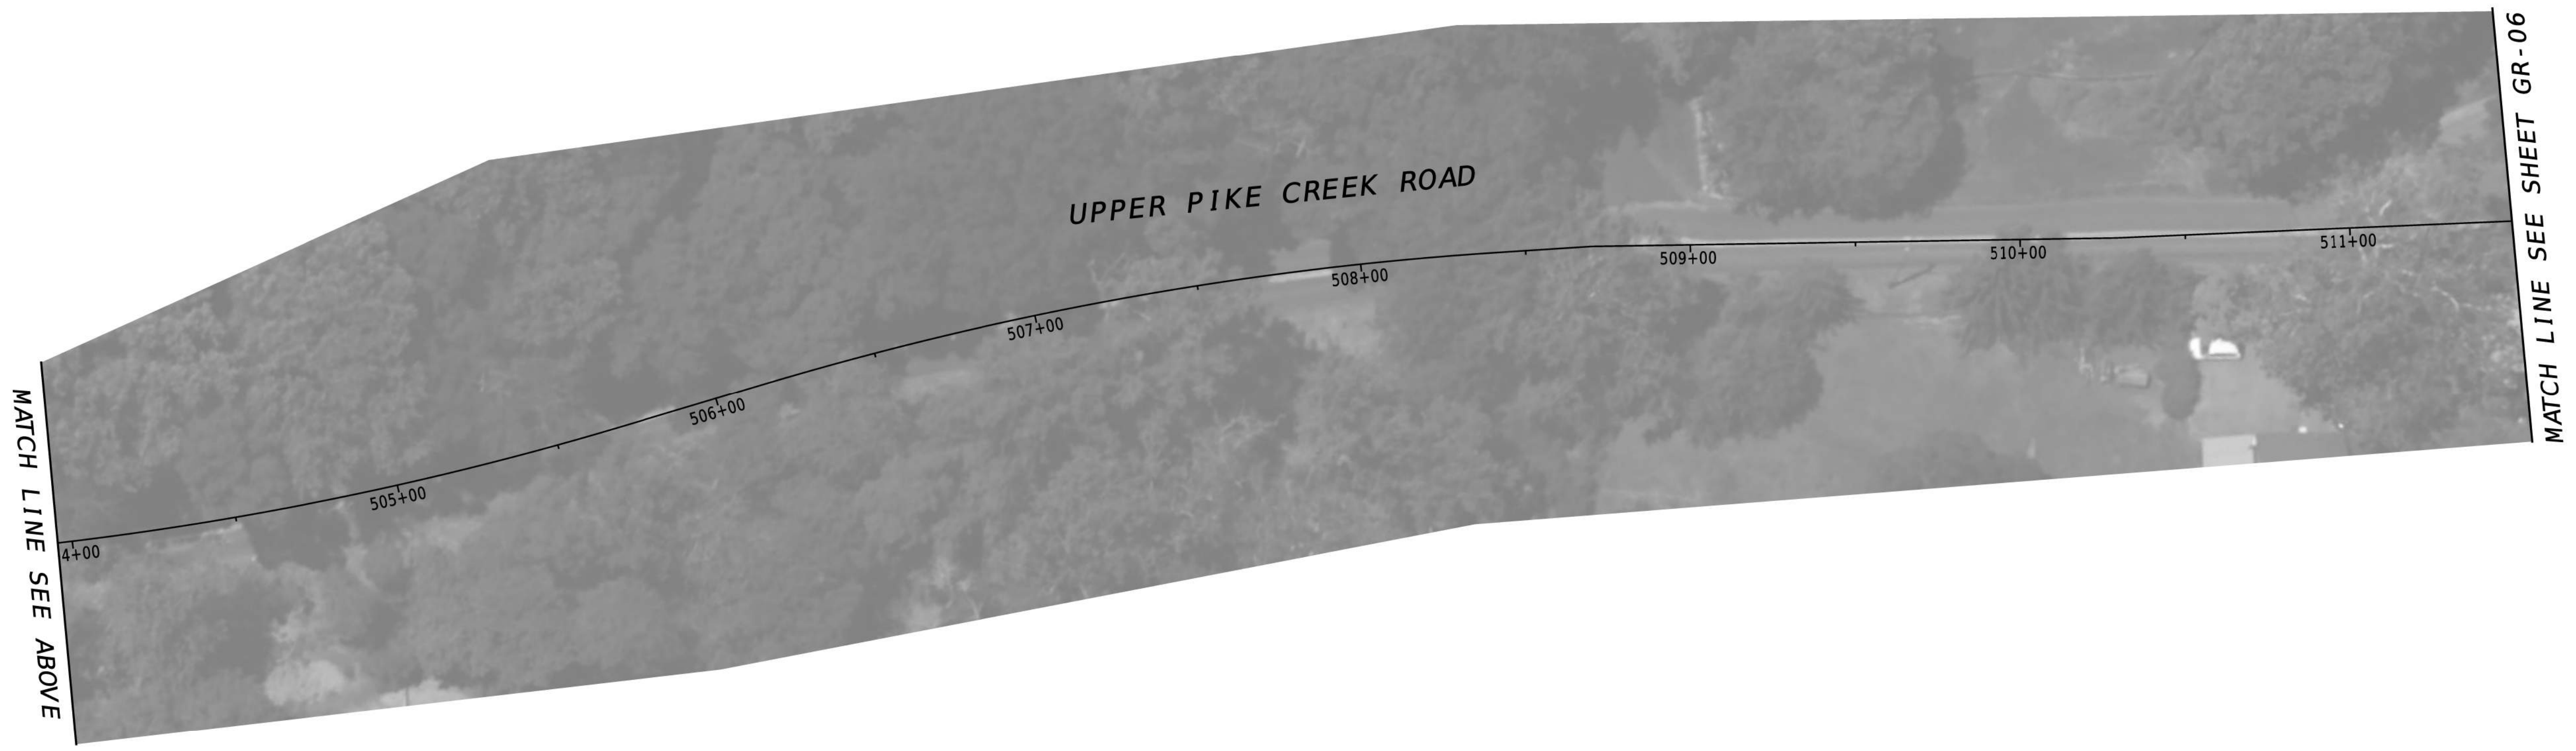 MATCH LINE SEE ABOVE
4+00
505+00
506+00
507+00
UPPER PIKE CREEK ROAD
508+00
509+00
510+00
511+00
MATCH LINE SEE SHEET GR-06